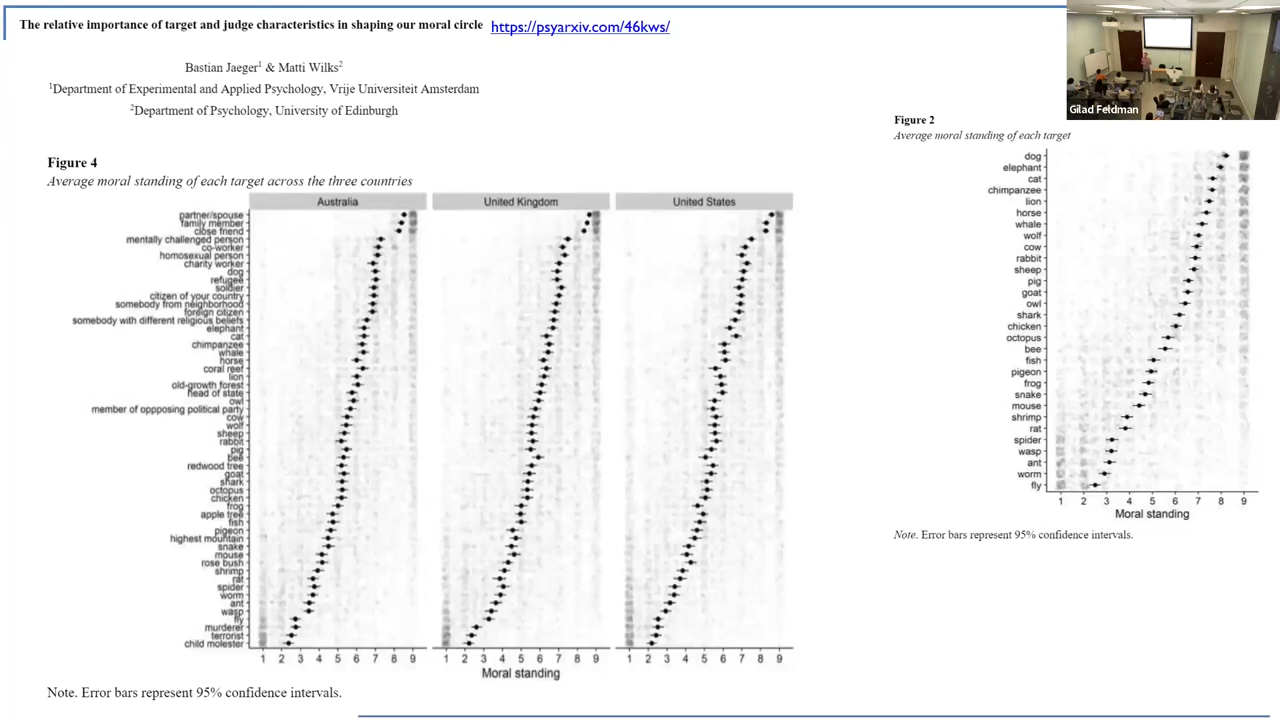 The relative importance of target and judge characteristics in shaping our moral circle https://psyarxiv.com/46kws/
Bastian Jaeger1 & Matti Wilks2
1Department of Experimental and Applied Psychology, Vrije Universiteit Amsterdam
2Department of Psychology, University of Edinburgh
Gilad Feldman
Figure 4
Average moral standing of each target across the three countries
Australia
United Kingdom
United States
partner/spouse
family member
close friend
mentally challenged person
co-worker
homosexual person
charity worker
dog
refugee
soldier
citizen of your country
somebody from neighborhood
foreign citizen
somebody with different religious beliefs
elephant
cat
chimpanzee
whale
horse
coral reef
lion
old-growth forest
head of state
owl
member of oppposing political party
cow
wolf
sheep
rabbit
pig
bee
redwood tree
goat
shark
octopus
chicken
frog
apple tree
fish
pigeon
highest mountain
snake
mouse
rose bush
shrimp
rat
spider
worm
ant
wasp
fly
murderer
terrorist
child molester
1 2 3 4 5 6 7 8 9
1 2 3 4 5 6 7 8 9
1 2 3 4 5 6 7 8 9
Moral standing
Note. Error bars represent 95% confidence intervals.
Figure 2
Average moral standing of each target
dog
elephant
cat
chimpanzee
lion
horse
whale
wolf
cow
rabbit
sheep
pig
goat
owl
shark
chicken
octopus
bee
fish
pigeon
frog
snake
mouse
shrimp
rat
spider
wasp
ant
worm
fly
1 2 3 4 5 6 7 8 9
Moral standing
Note. Error bars represent 95% confidence intervals.